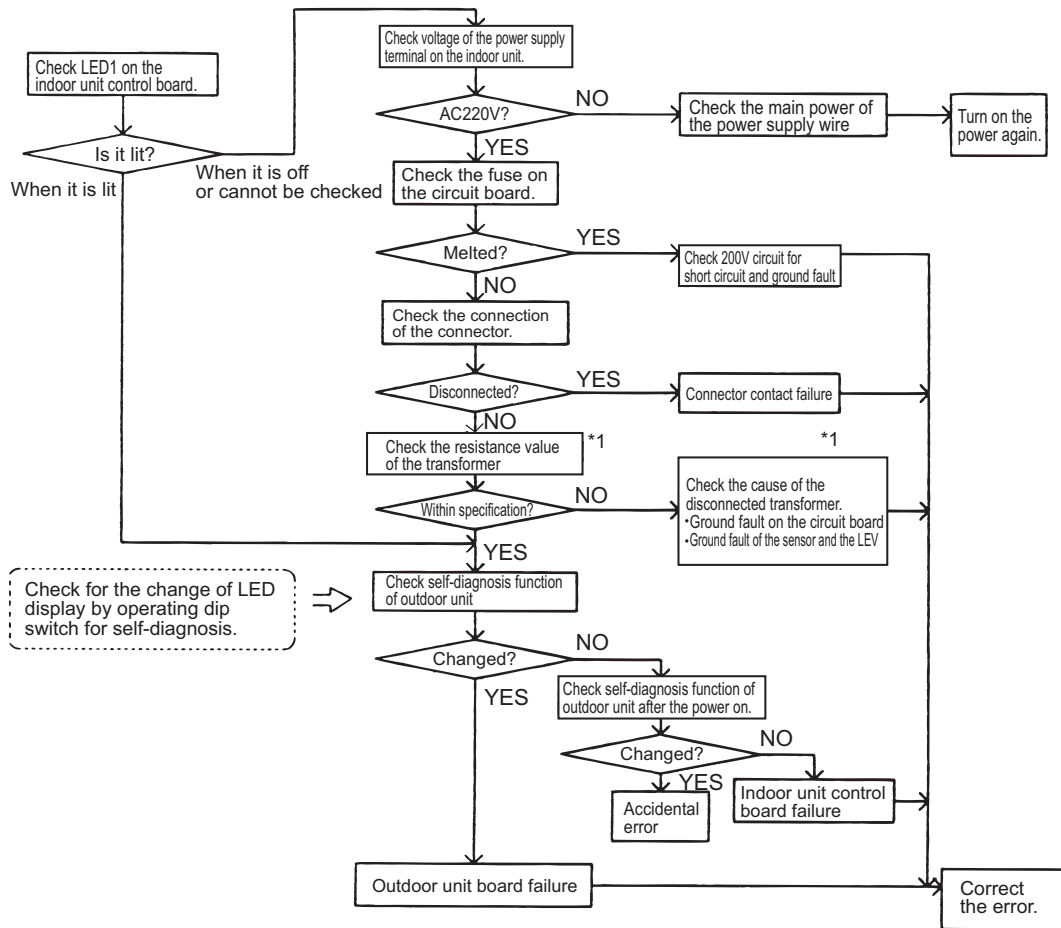 Check LED1 on the
indoor unit control board.
Is it lit?
When it is lit
When it is off
or cannot be checked
Check voltage of the power supply
terminal on the indoor unit.
AC220V?
NO
Check the main power of
the power supply wire
Turn on the
power again.
YES
Check the fuse on
the circuit board.
Melted?
YES
Check 200V circuit for
short circuit and ground fault
NO
Check the connection
of the connector.
Disconnected?
YES
Connector contact failure
NO
Check the resistance value
of the transformer
*1
*1
Within specification?
NO
Check the cause of the
disconnected transformer.
•Ground fault on the circuit board
•Ground fault of the sensor and the LEV
YES
Check for the change of LED
display by operating dip
switch for self-diagnosis.
Check self-diagnosis function
of outdoor unit
Changed?
NO
YES
Check self-diagnosis function of
outdoor unit after the power on.
Changed?
NO
YES
Accidental
error
Indoor unit control
board failure
Outdoor unit board failure
Correct
the error.